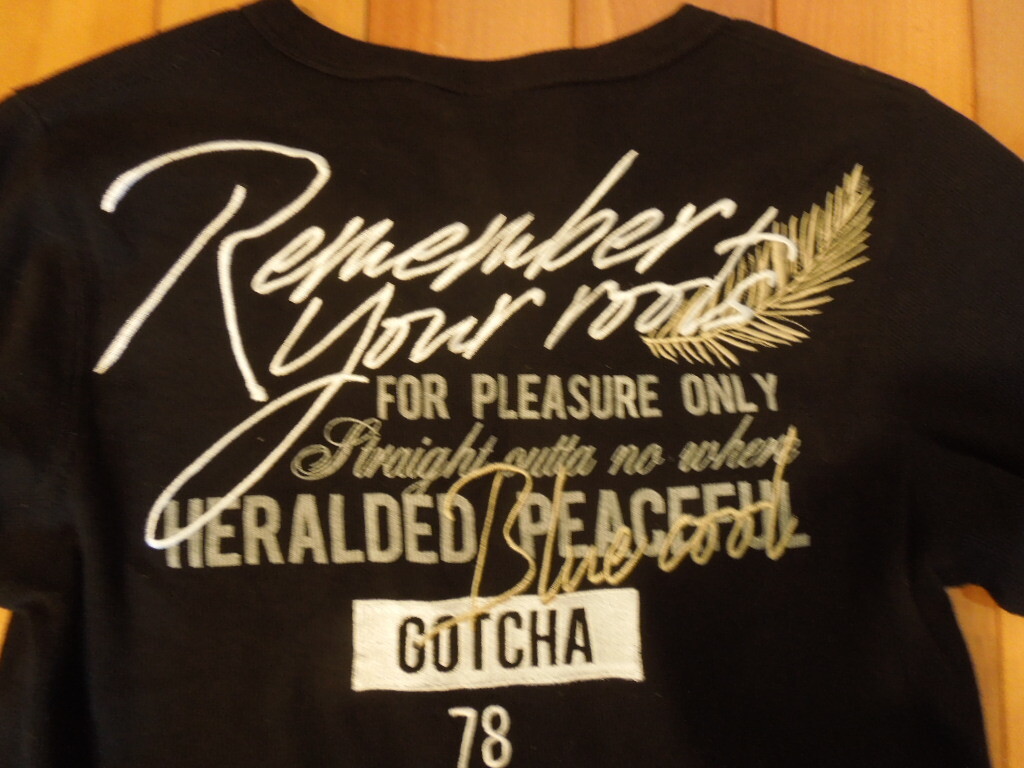 Remember
your roots
FOR PLEASURE ONLY
Straight outta no where
HERALDED PEACEFUL
Blue cool
GOTCHA
78